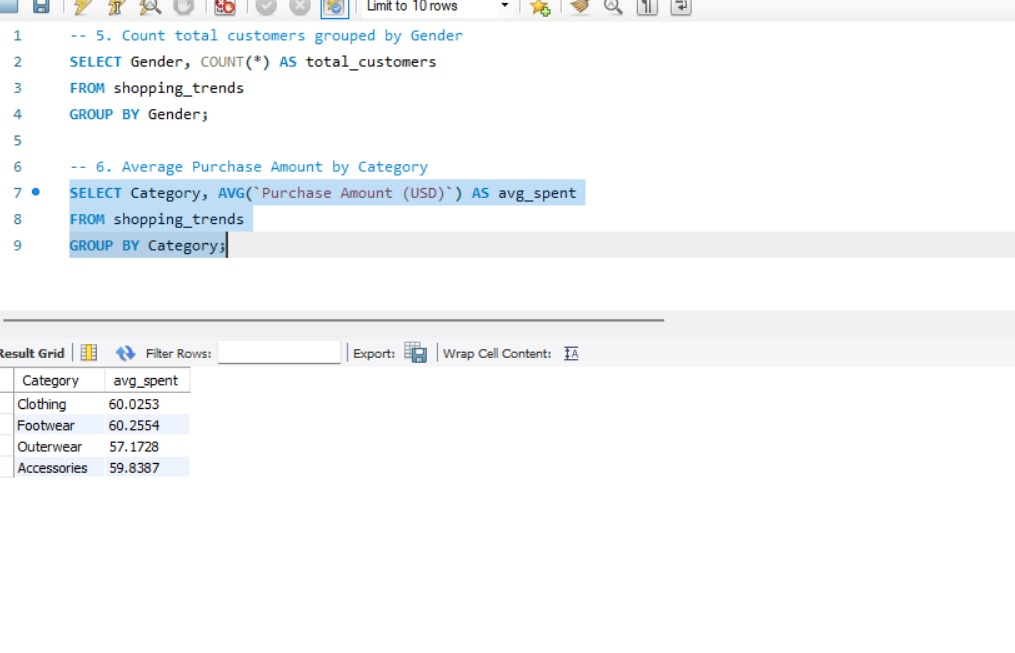 Limit to 10 rows
1 -- 5. Count total customers grouped by Gender
2 SELECT Gender, COUNT(*) AS total_customers
3 FROM shopping_trends
4 GROUP BY Gender;
5
6 -- 6. Average Purchase Amount by Category
7 SELECT Category, AVG(`Purchase Amount (USD)`) AS avg_spent
8 FROM shopping_trends
9 GROUP BY Category;
Result Grid Filter Rows: Export: Wrap Cell Content: IA
Category avg_spent
Clothing 60.0253
Footwear 60.2554
Outerwear 57.1728
Accessories 59.8387